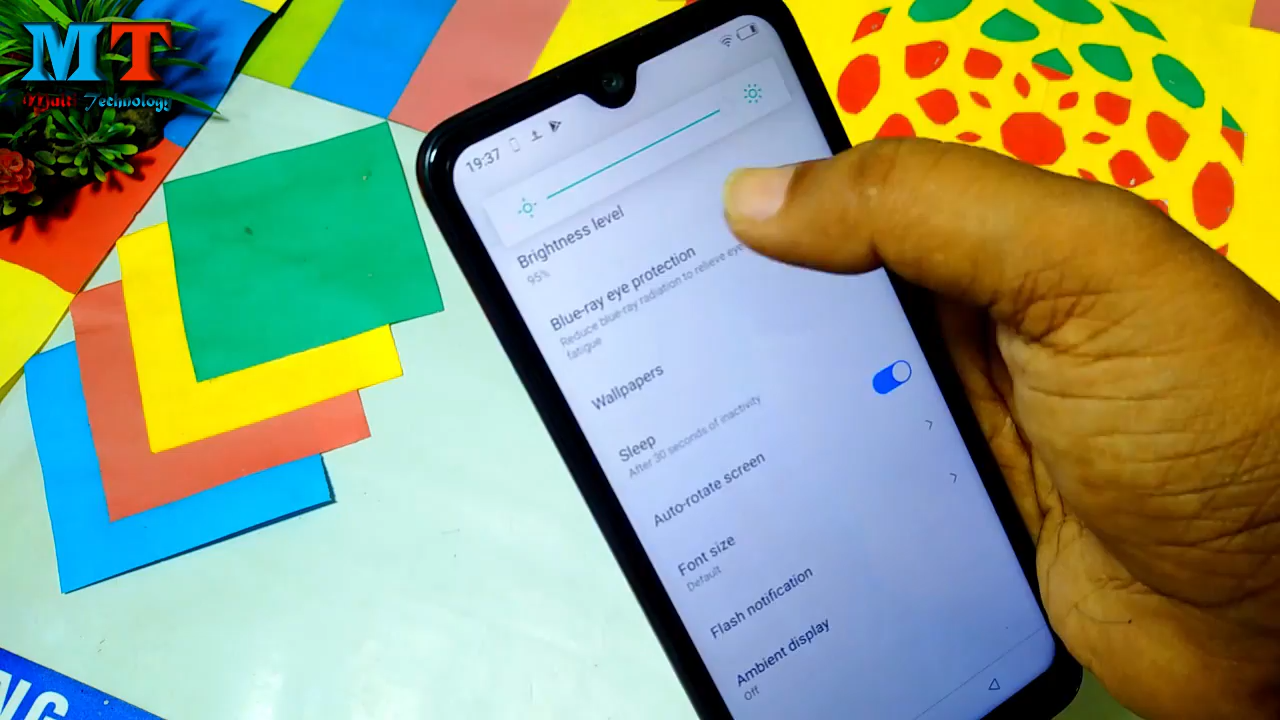 MT
Multi Technology
19:37
Brightness level
95%
Blue-ray eye protection
Reduce blue-ray radiation to relieve eye
fatigue
Wallpapers
Sleep
After 30 seconds of inactivity
Auto-rotate screen
Font size
Default
Flash notification
Ambient display
Off
NG